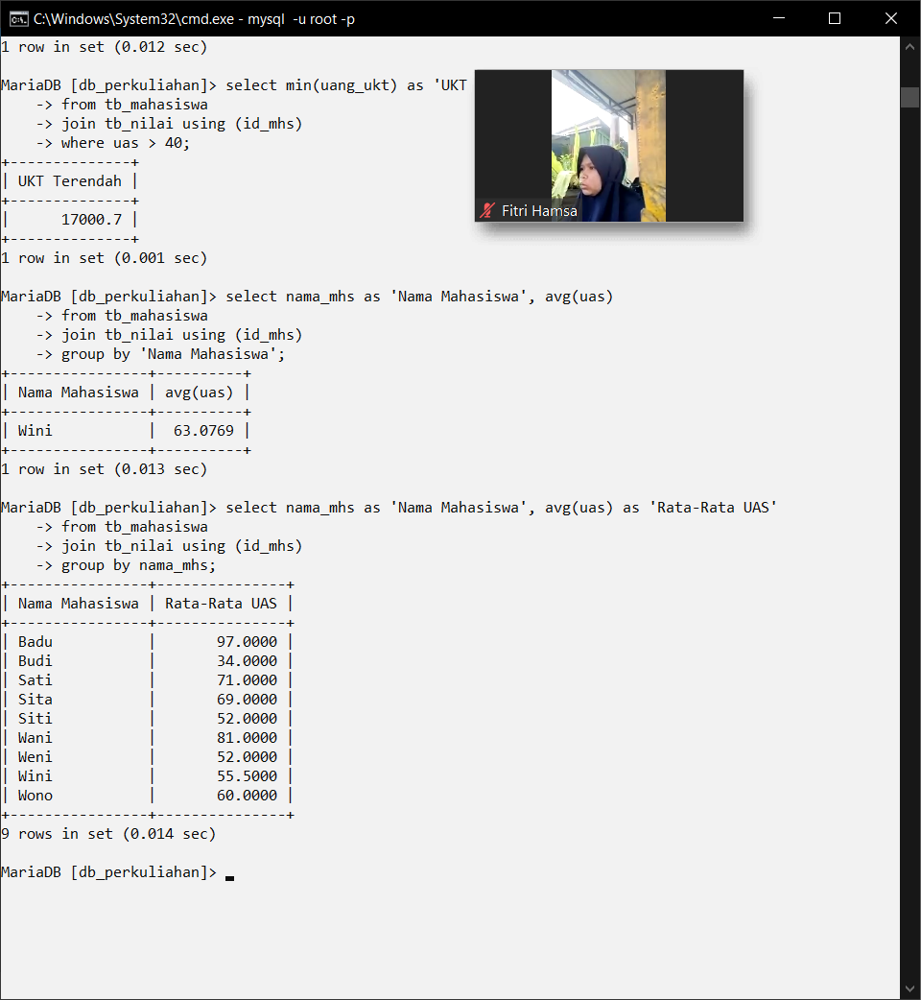 C:\Windows\System32\cmd.exe - mysql  -u root -p
1 row in set (0.012 sec)
MariaDB [db_perkuliahan]> select min(uang_ukt) as 'UKT
    -> from tb_mahasiswa
    -> join tb_nilai using (id_mhs)
    -> where uas > 40;
+--------------+
| UKT Terendah |
+--------------+
|      17000.7 |
+--------------+
1 row in set (0.001 sec)
Fitri Hamsa
MariaDB [db_perkuliahan]> select nama_mhs as 'Nama Mahasiswa', avg(uas)
    -> from tb_mahasiswa
    -> join tb_nilai using (id_mhs)
    -> group by 'Nama Mahasiswa';
+----------------+----------+
| Nama Mahasiswa | avg(uas) |
+----------------+----------+
| Wini           |  63.0769 |
+----------------+----------+
1 row in set (0.013 sec)
MariaDB [db_perkuliahan]> select nama_mhs as 'Nama Mahasiswa', avg(uas) as 'Rata-Rata UAS'
    -> from tb_mahasiswa
    -> join tb_nilai using (id_mhs)
    -> group by nama_mhs;
+----------------+---------------+
| Nama Mahasiswa | Rata-Rata UAS |
+----------------+---------------+
| Badu           |       97.0000 |
| Budi           |       34.0000 |
| Sati           |       71.0000 |
| Sita           |       69.0000 |
| Siti           |       52.0000 |
| Wani           |       81.0000 |
| Weni           |       52.0000 |
| Wini           |       55.5000 |
| Wono           |       60.0000 |
+----------------+---------------+
9 rows in set (0.014 sec)
MariaDB [db_perkuliahan]>